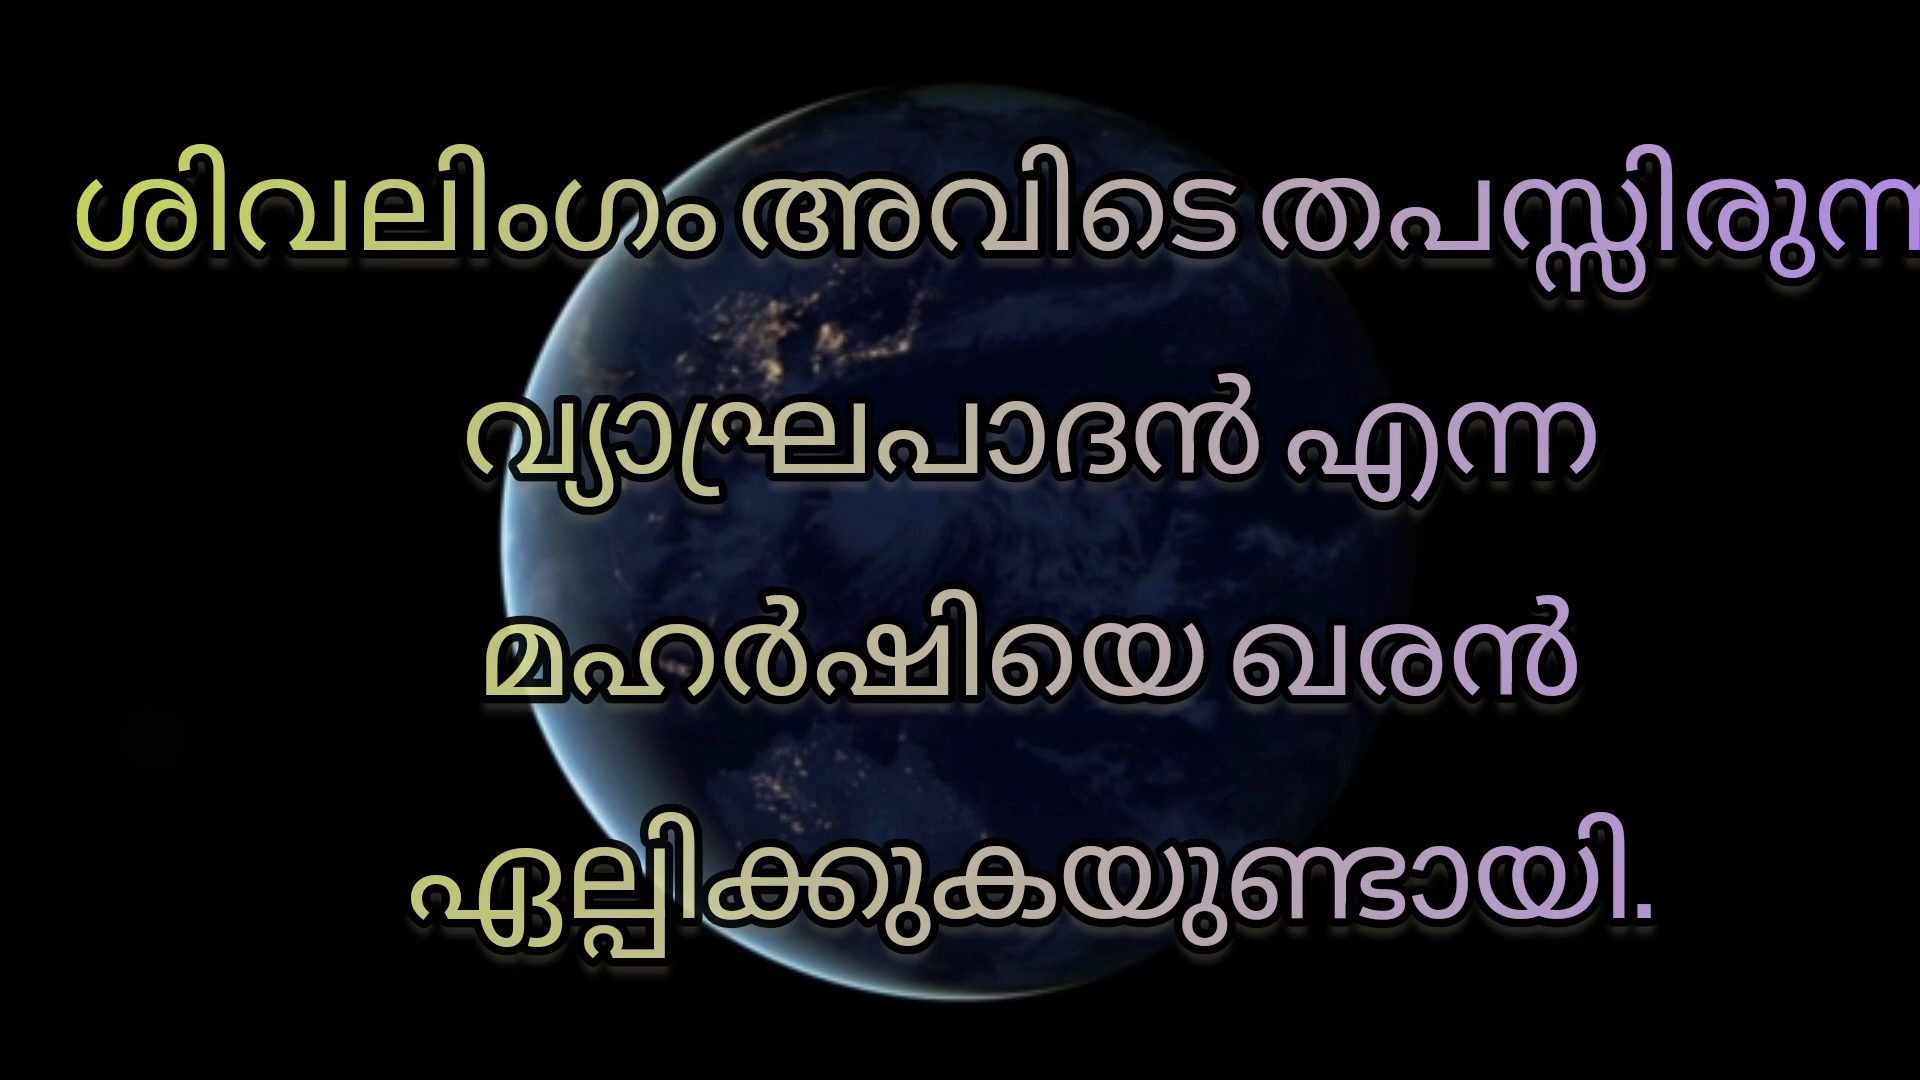 ശിവലിംഗം അവിടെ തപസ്സിരുന്ന
വ്യാഘ്രപാദൻ എന്ന
മഹർഷിയെ ഖരൻ
ഏല്പിക്കുകയുണ്ടായി.